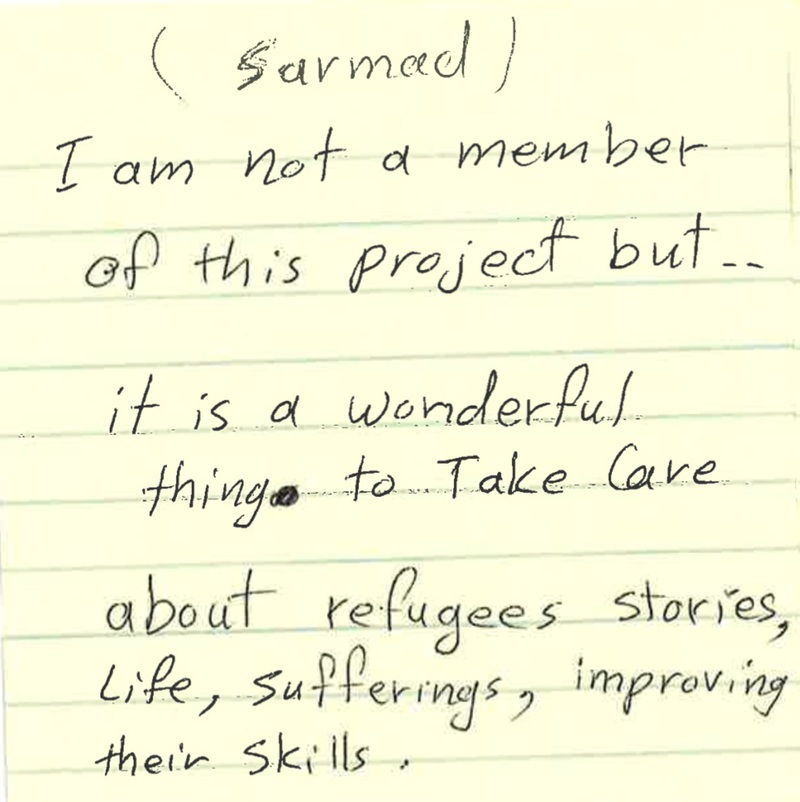 ( Sarmad )
I am not a member
of this project but..
it is a wonderful
thing to Take Care
about refugees stories,
Life, sufferings, improving
their skills.